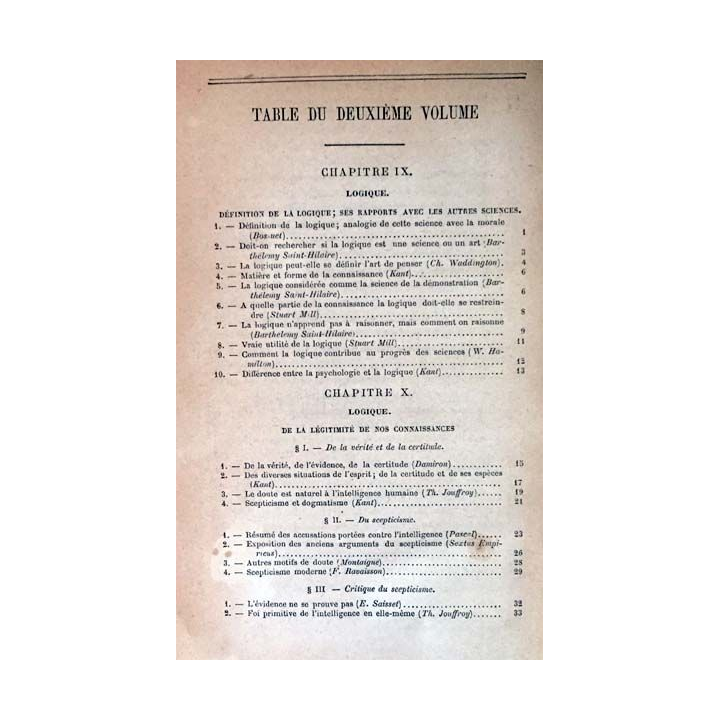 TABLE DU DEUXIÈME VOLUME
CHAPITRE IX.
LOGIQUE.
DÉFINITION DE LA LOGIQUE; SES RAPPORTS AVEC LES AUTRES SCIENCES.
1. — Définition de la logique; analogie de cette science avec la morale
(Bossuet)........ 1
2. — Doit-on rechercher si la logique est une science ou un art (Bar-
thélemy Saint-Hilaire)........ 3
3. — La logique peut-elle se définir l'art de penser (Ch. Waddington). 4
4. — Matière et forme de la connaissance (Kant)........ 6
5. — La logique considérée comme la science de la démonstration (Bar-
thélemy Saint-Hilaire)........ 6
6. — A quelle partie de la connaissance la logique doit-elle se restrein-
dre (Stuart Mill)........ 8
7. — La logique n'apprend pas à raisonner, mais comment on raisonne
(Barthélemy Saint-Hilaire)........ 9
8. — Vraie utilité de la logique (Stuart Mill)........ 11
9. — Comment la logique contribue au progrès des sciences (W. Ha-
milton)........ 12
10. — Différence entre la psychologie et la logique (Kant)........ 13
CHAPITRE X.
LOGIQUE.
DE LA LÉGITIMITÉ DE NOS CONNAISSANCES
§ I. — De la vérité et de la certitude.
1. — De la vérité, de l'évidence, de la certitude (Damiron)........ 15
2. — Des diverses situations de l'esprit; de la certitude et de ses espèces
(Kant)........ 17
3. — Le doute est naturel à l'intelligence humaine (Th. Jouffroy)...... 19
4. — Scepticisme et dogmatisme (Kant)........ 21
§ II. — Du scepticisme.
1. — Résumé des accusations portées contre l'intelligence (Pascal)...... 23
2. — Exposition des anciens arguments du scepticisme (Sextus Empi-
ricus)........ 26
3. — Autres motifs de doute (Montaigne)........ 28
4. — Scepticisme moderne (F. Ravaisson)........ 29
§ III — Critique du scepticisme.
1. — L'évidence ne se prouve pas (E. Saisset)........ 32
2. — Foi primitive de l'intelligence en elle-même (Th. Jouffroy)....... 33